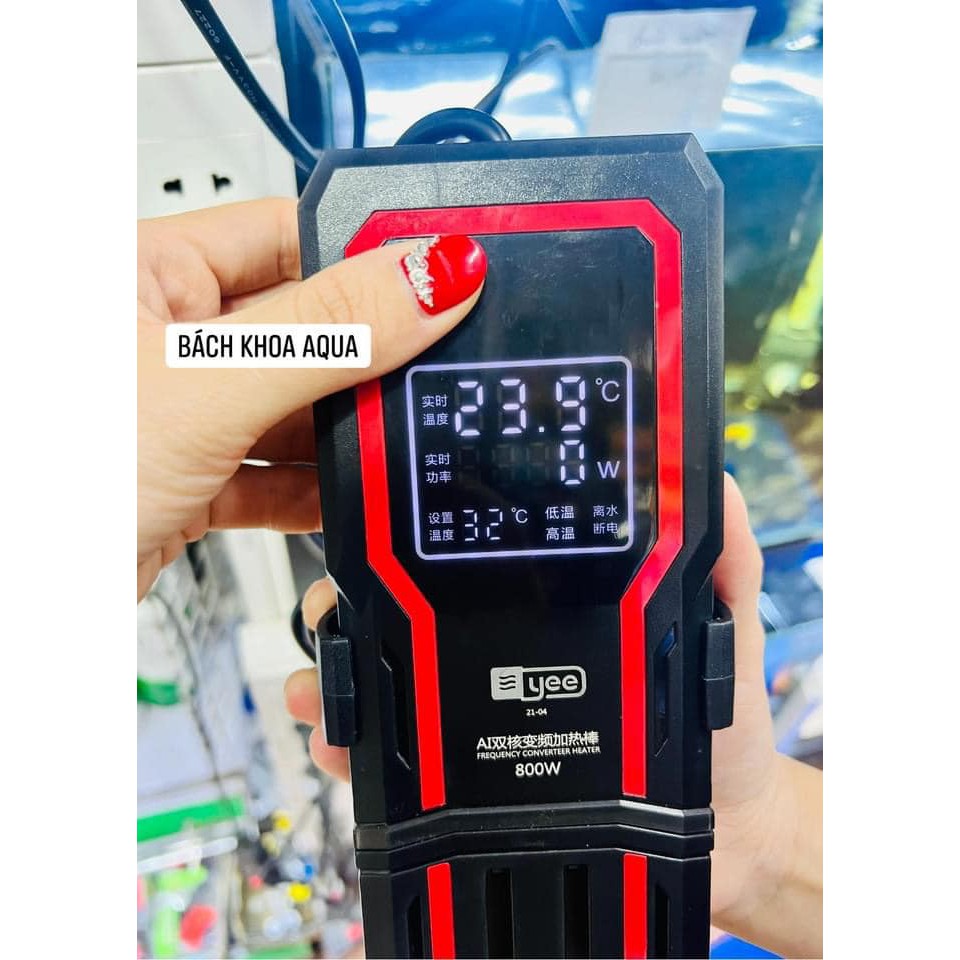 BÁCH KHOA AQUA
实时
温度
23.9 °C
实时
功率
0 W
设置
温度
32 °C
低温
高温
离水
断电
yee
21-04
AI双核变频加热棒
FREQUENCY CONVERTEER HEATER
800W